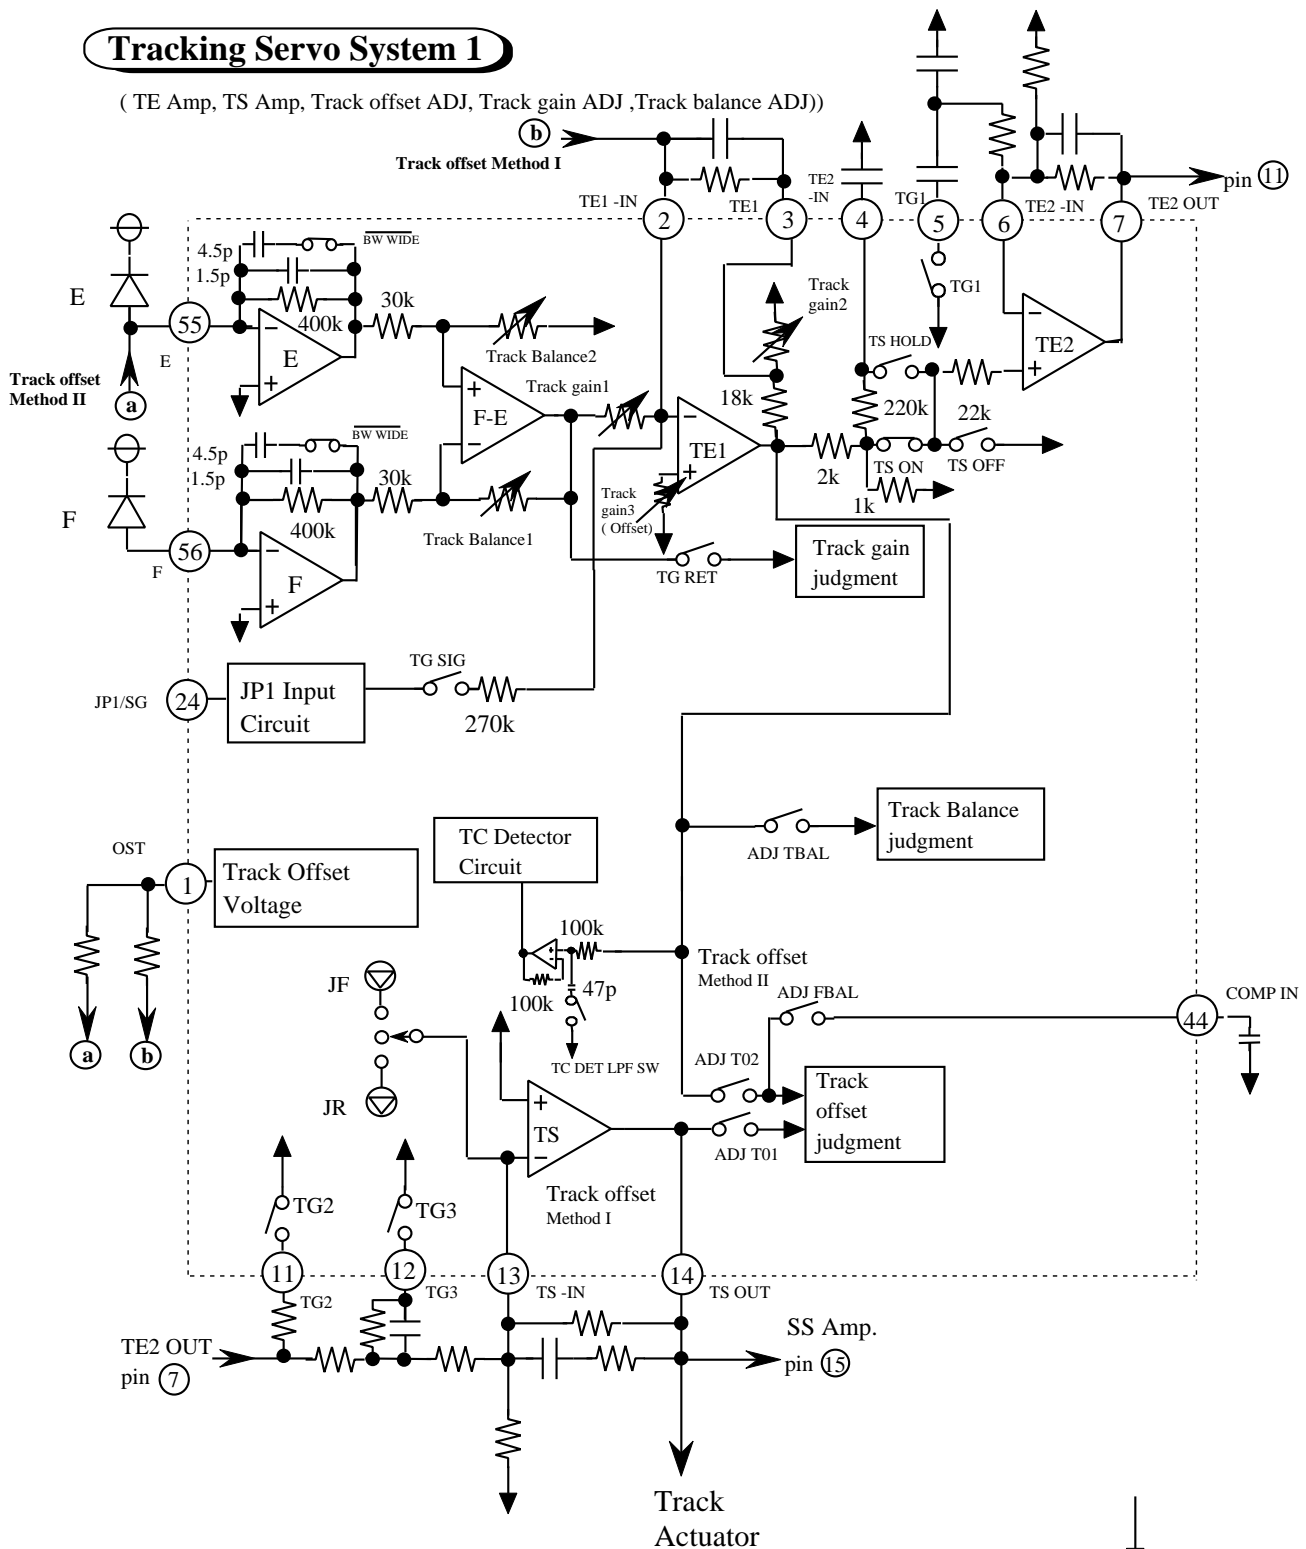 Tracking Servo System 1
( TE Amp, TS Amp, Track offset ADJ, Track gain ADJ ,Track balance ADJ))
b
Track offset Method I
TE1 -IN
2
TE1
3
TE2
-IN
4
TG1
5
6
TE2 -IN
7
TE2 OUT
pin 11
4.5p
BW WIDE
1.5p
400k
E
55
E
E
30k
Track Balance2
Track offset
Method II
a
TG1
Track
gain2
TS HOLD
TE2
Track gain1
F-E
18k
220k
22k
TE1
2k
TS ON
TS OFF
1k
Track
gain3
( Offset)
4.5p
BW WIDE
1.5p
400k
F
56
F
F
30k
Track Balance1
TG RET
Track gain
judgment
JP1/SG
24
JP1 Input
Circuit
TG SIG
270k
ADJ TBAL
Track Balance
judgment
OST
1
Track Offset
Voltage
TC Detector
Circuit
100k
100k
47p
TC DET LPF SW
Track offset
Method II
ADJ FBAL
44
COMP IN
a
b
JF
JR
ADJ T02
Track
offset
judgment
+
TS
−
ADJ T01
Track offset
Method I
TG2
TG3
11
TG2
12
TG3
13
TS -IN
14
TS OUT
TE2 OUT
pin 7
SS Amp.
pin 15
Track
Actuator